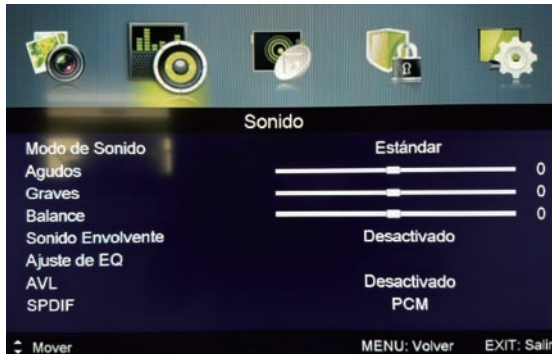 Sonido
Modo de Sonido Estándar
Agudos 0
Graves 0
Balance 0
Sonido Envolvente Desactivado
Ajuste de EQ
AVL Desactivado
SPDIF PCM
Mover MENU: Volver EXIT: Salir